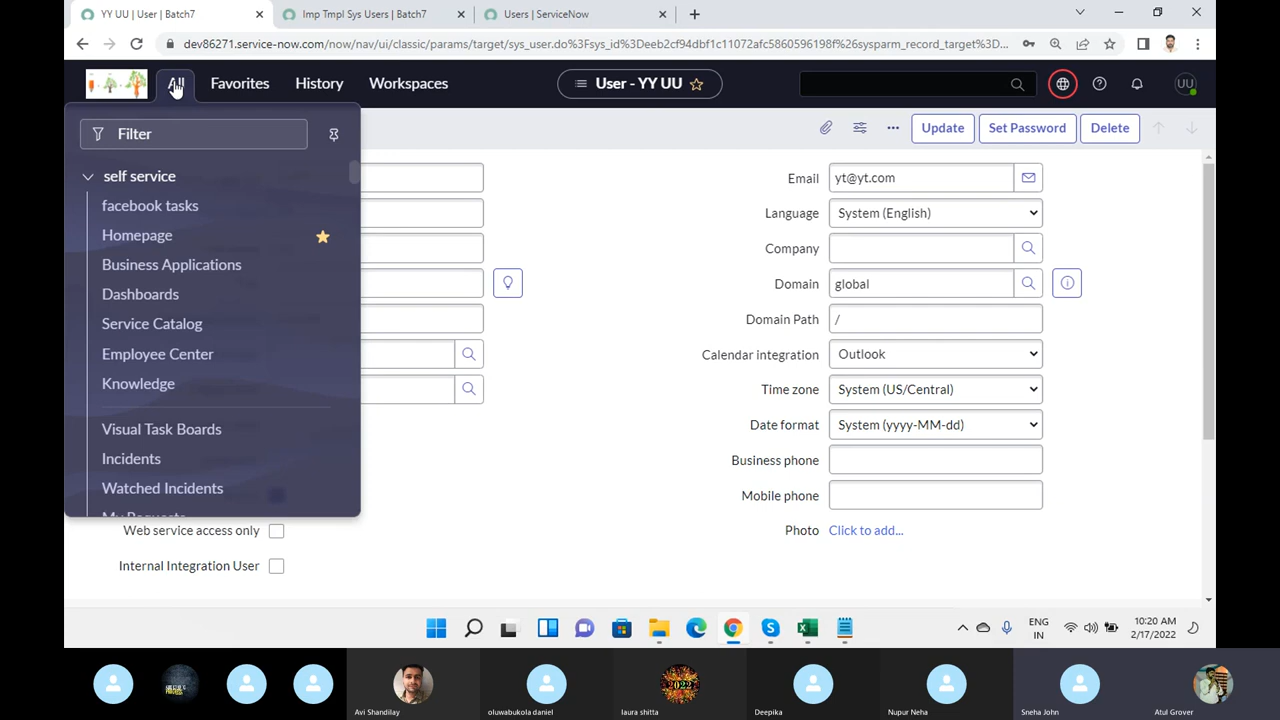 YY UU | User | Batch7
Imp Tmpl Sys Users | Batch7
Users | ServiceNow
dev86271.service-now.com/now/nav/ui/classic/params/target/sys_user.do%3Fsys_id%3Deeb2cf94dbf1c11072afc5860596198f%26sysparm_record_target%3D...
All
Favorites
History
Workspaces
User - YY UU
UU
Filter
Update
Set Password
Delete
self service
facebook tasks
Homepage
Business Applications
Dashboards
Service Catalog
Employee Center
Knowledge
Visual Task Boards
Incidents
Watched Incidents
My Requests
Web service access only
Internal Integration User
Email
yt@yt.com
Language
System (English)
Company
Domain
global
Domain Path
/
Calendar integration
Outlook
Time zone
System (US/Central)
Date format
System (yyyy-MM-dd)
Business phone
Mobile phone
Photo
Click to add...
ENG
IN
10:20 AM
2/17/2022
Avi Shandilay
oluwabukola daniel
laura shitta
2022
Deepika
Nupur Neha
Sneha John
Atul Grover